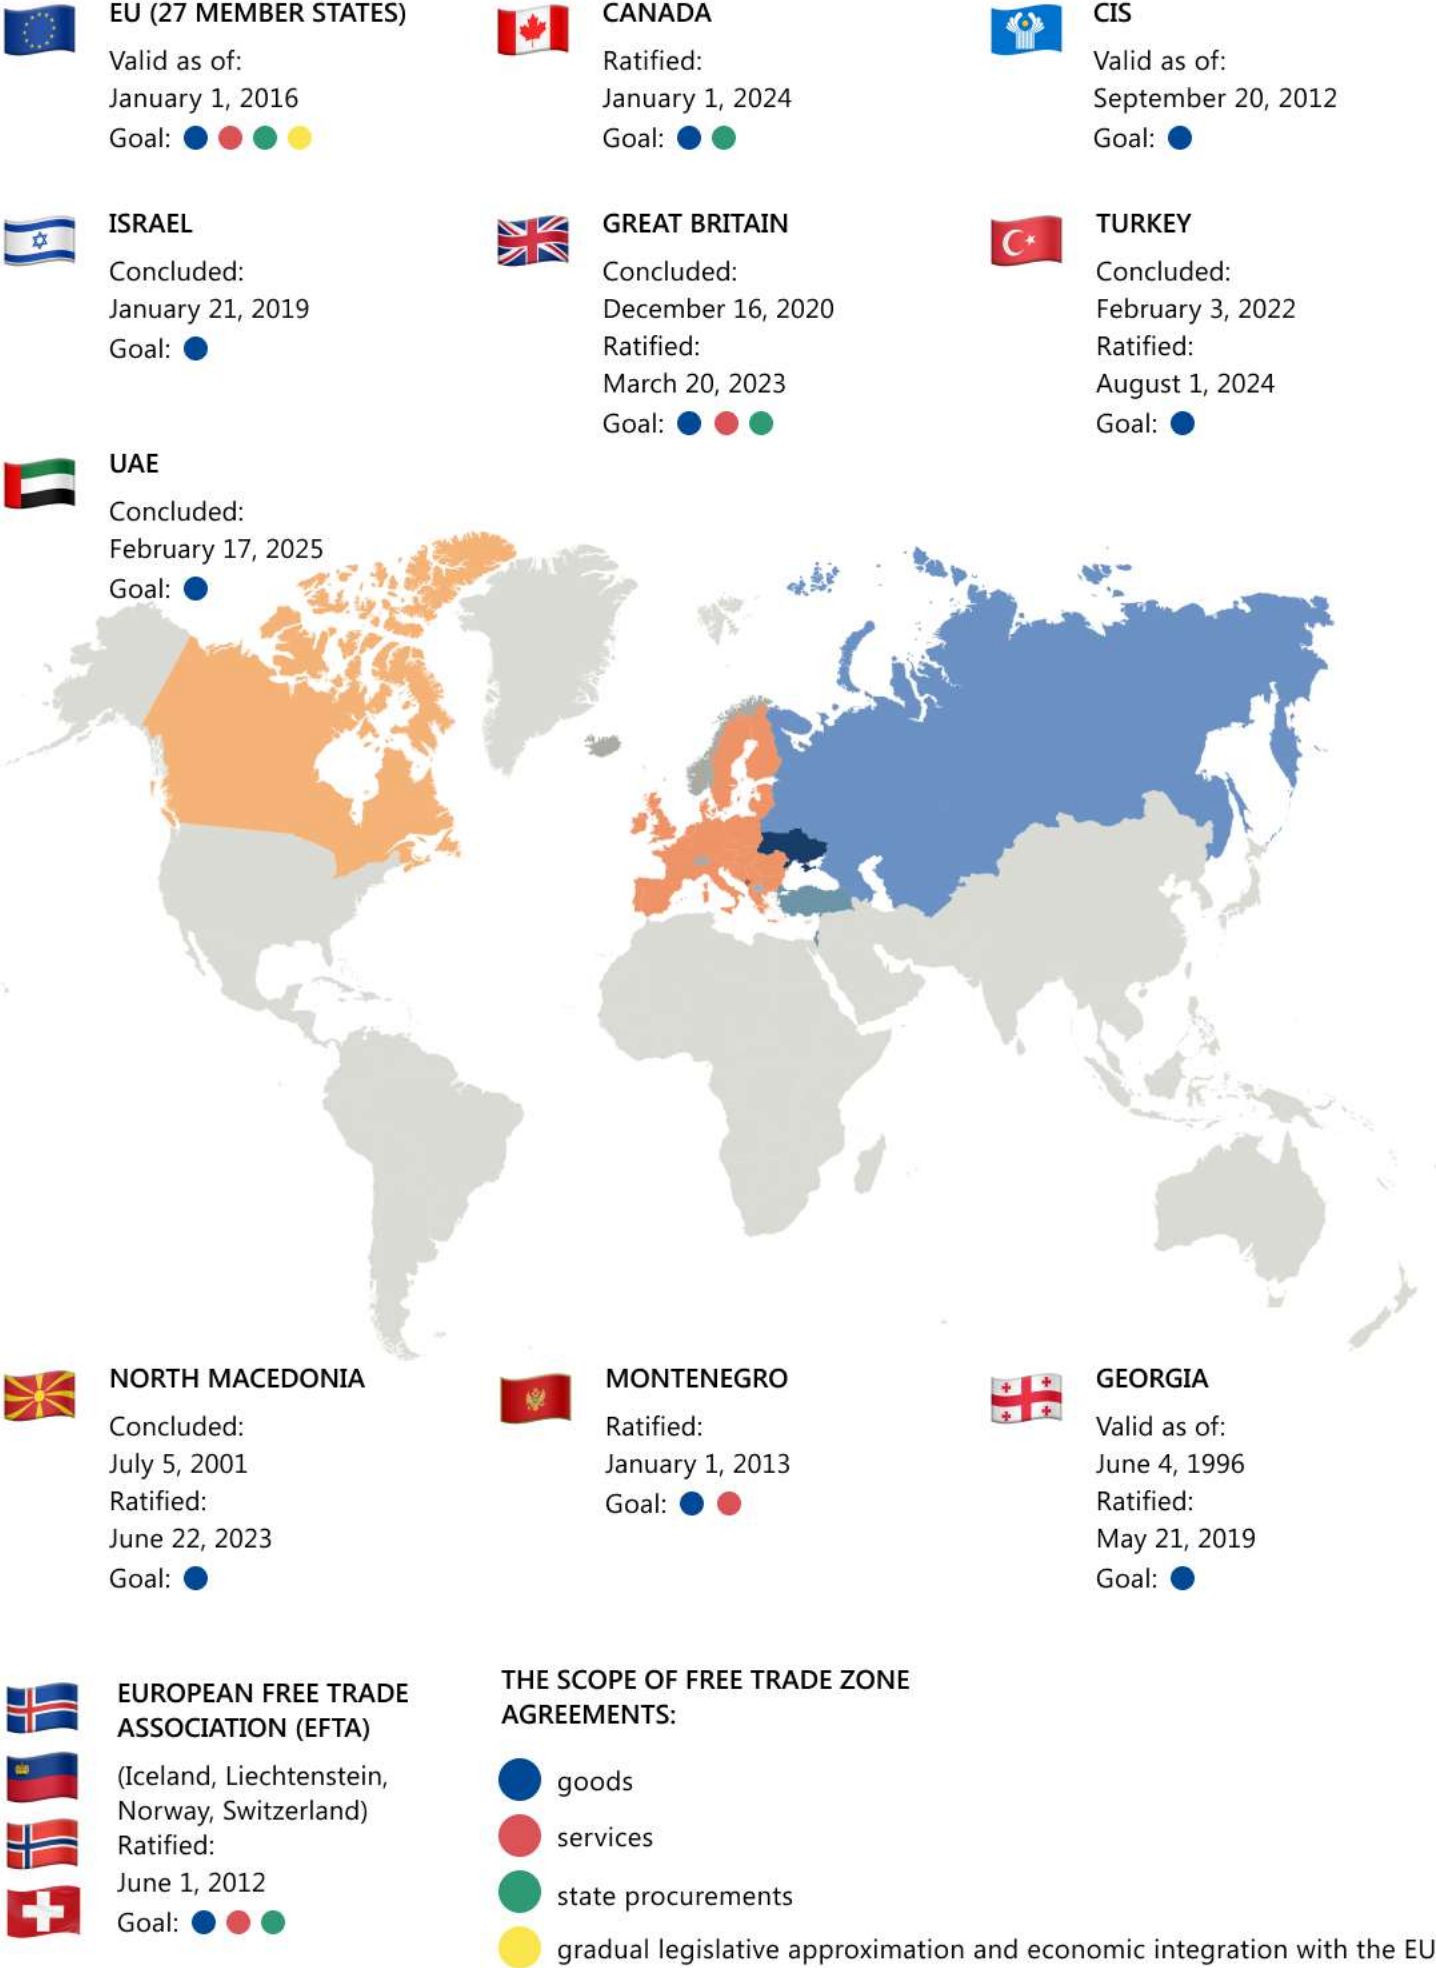 EU (27 MEMBER STATES)
Valid as of:
January 1, 2016
Goal:
CANADA
Ratified:
January 1, 2024
Goal:
CIS
Valid as of:
September 20, 2012
Goal:
ISRAEL
Concluded:
January 21, 2019
Goal:
GREAT BRITAIN
Concluded:
December 16, 2020
Ratified:
March 20, 2023
Goal:
TURKEY
Concluded:
February 3, 2022
Ratified:
August 1, 2024
Goal:
UAE
Concluded:
February 17, 2025
Goal:
NORTH MACEDONIA
Concluded:
July 5, 2001
Ratified:
June 22, 2023
Goal:
MONTENEGRO
Ratified:
January 1, 2013
Goal:
GEORGIA
Valid as of:
June 4, 1996
Ratified:
May 21, 2019
Goal:
EUROPEAN FREE TRADE
ASSOCIATION (EFTA)
(Iceland, Liechtenstein,
Norway, Switzerland)
Ratified:
June 1, 2012
Goal:
THE SCOPE OF FREE TRADE ZONE
AGREEMENTS:
goods
services
state procurements
gradual legislative approximation and economic integration with the EU